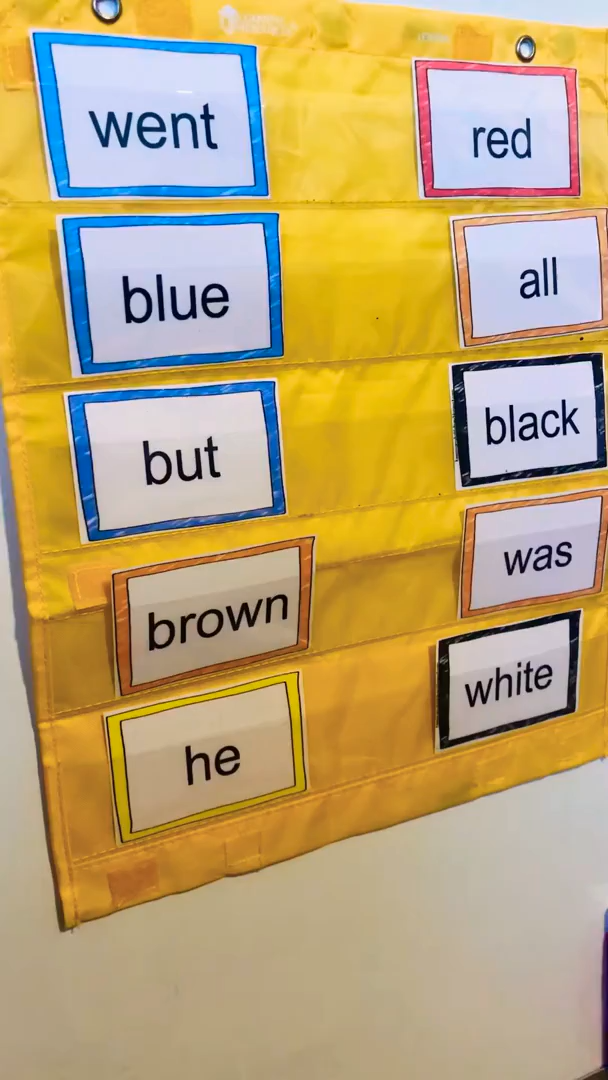 went
red
blue
all
but
black
brown
was
he
white